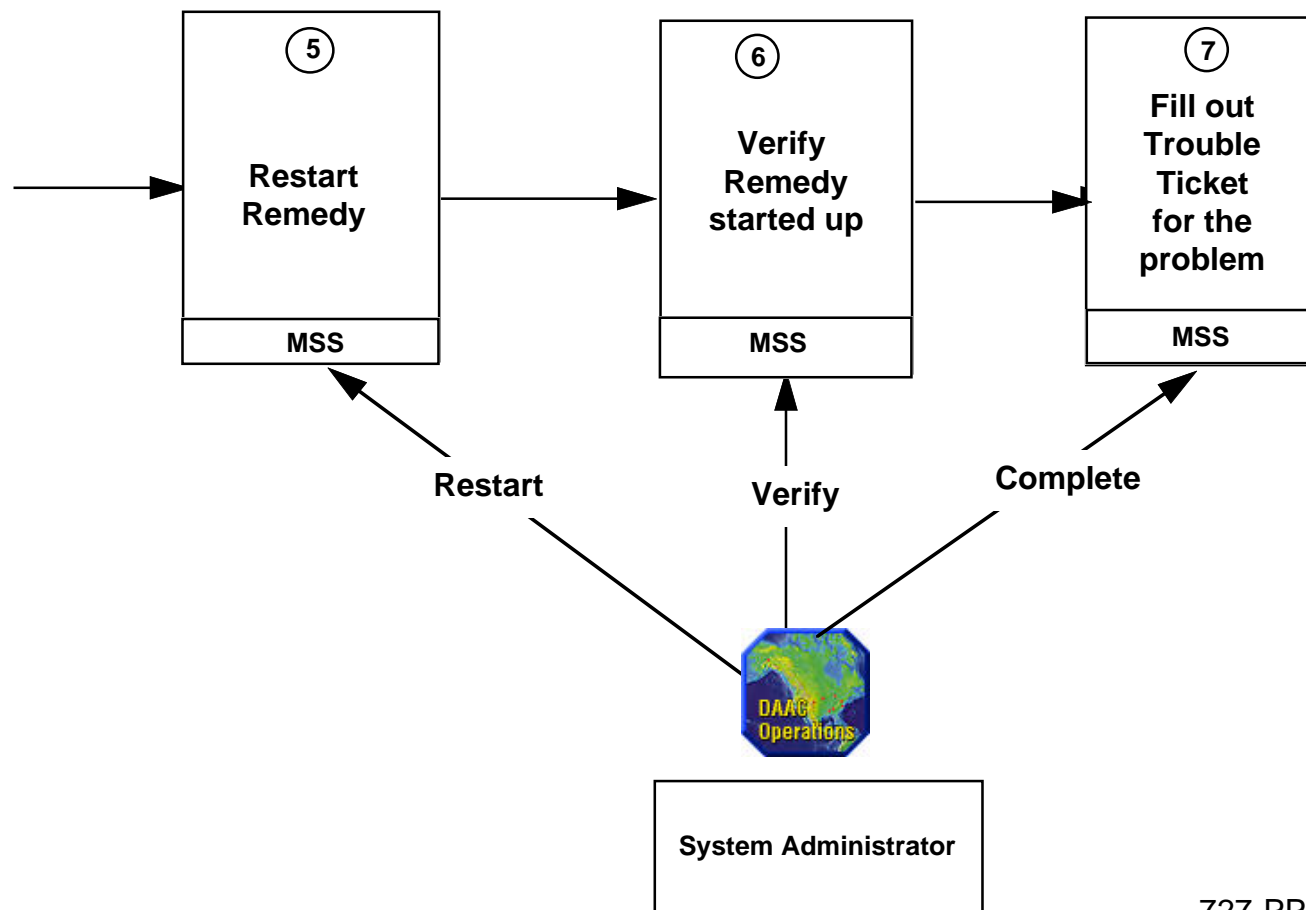 5
Restart
Remedy
MSS
6
Verify
Remedy
started up
MSS
7
Fill out
Trouble
Ticket
for the
problem
MSS
Restart
Verify
Complete
DAAC
Operations
System Administrator